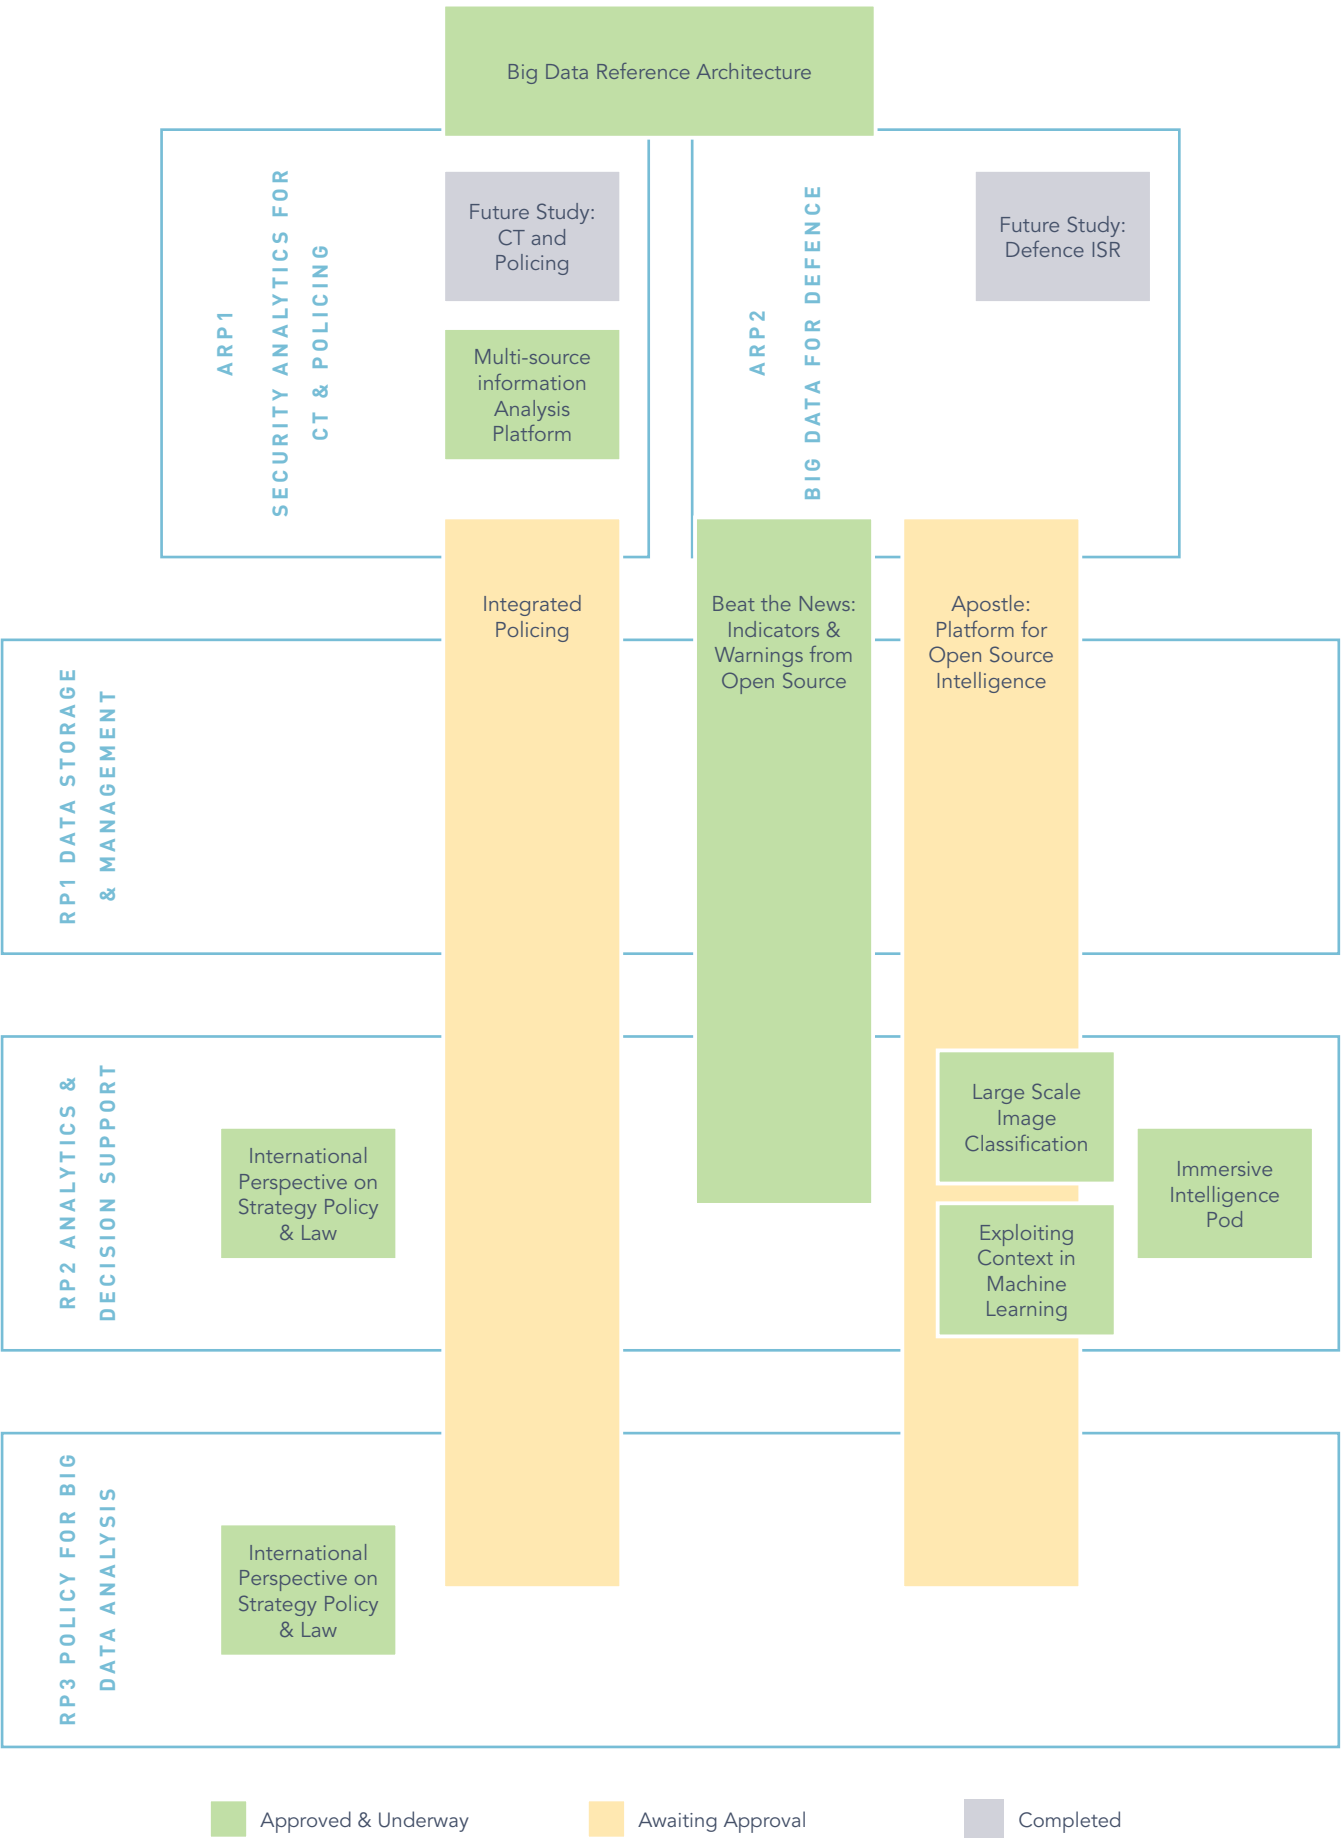 Big Data Reference Architecture
ARP1
SECURITY ANALYTICS FOR
CT & POLICING
Future Study:
CT and
Policing
Multi-source
information
Analysis
Platform
ARP2
BIG DATA FOR DEFENCE
Future Study:
Defence ISR
Integrated
Policing
Beat the News:
Indicators &
Warnings from
Open Source
Apostle:
Platform for
Open Source
Intelligence
RP1 DATA STORAGE
& MANAGEMENT
RP2 ANALYTICS &
DECISION SUPPORT
International
Perspective on
Strategy Policy
& Law
Large Scale
Image
Classification
Exploiting
Context in
Machine
Learning
Immersive
Intelligence
Pod
RP3 POLICY FOR BIG
DATA ANALYSIS
International
Perspective on
Strategy Policy
& Law
Approved & Underway
Awaiting Approval
Completed